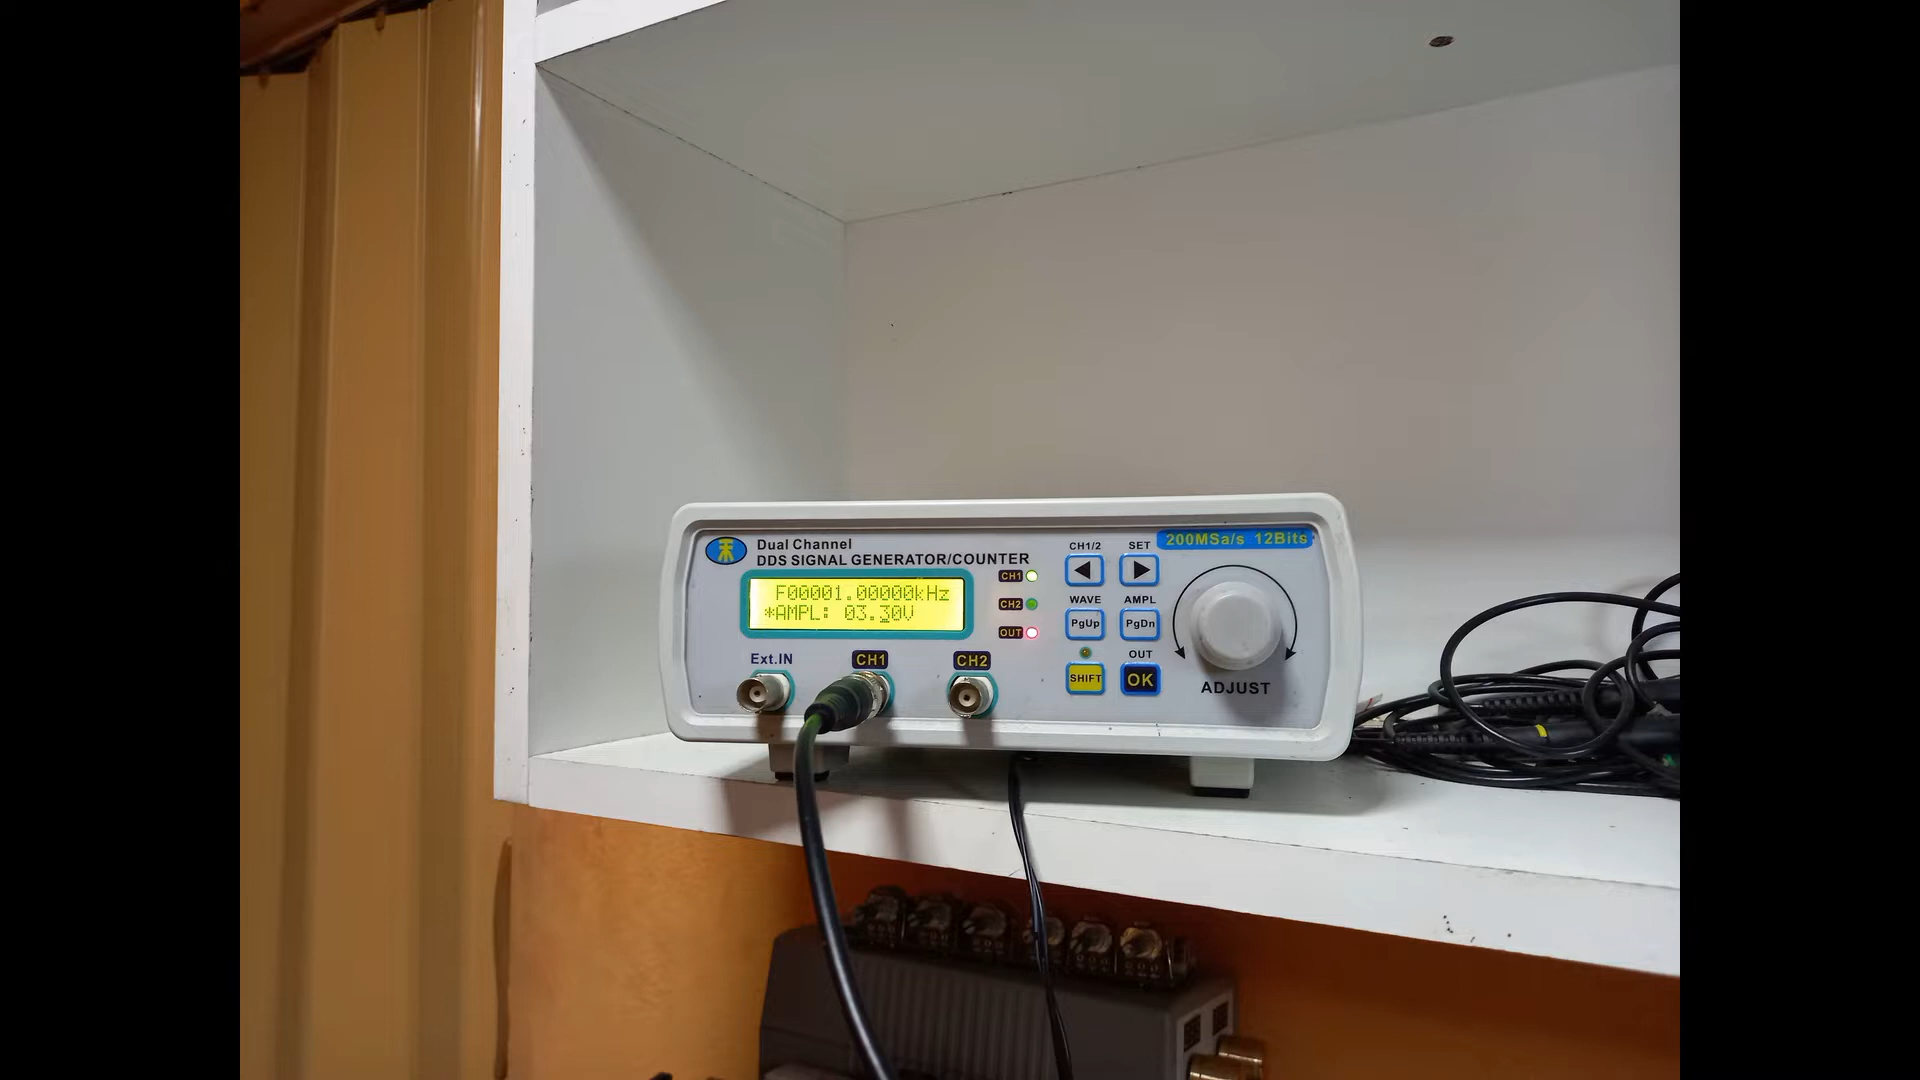 Dual Channel
DDS SIGNAL GENERATOR/COUNTER
200MSa/s 12Bits
F00001.00000kHz
*AMPL: 03.30V
CH1
CH2
OUT
CH1/2
SET
WAVE
AMPL
PgUp
PgDn
OUT
SHIFT
OK
ADJUST
Ext.IN
CH1
CH2